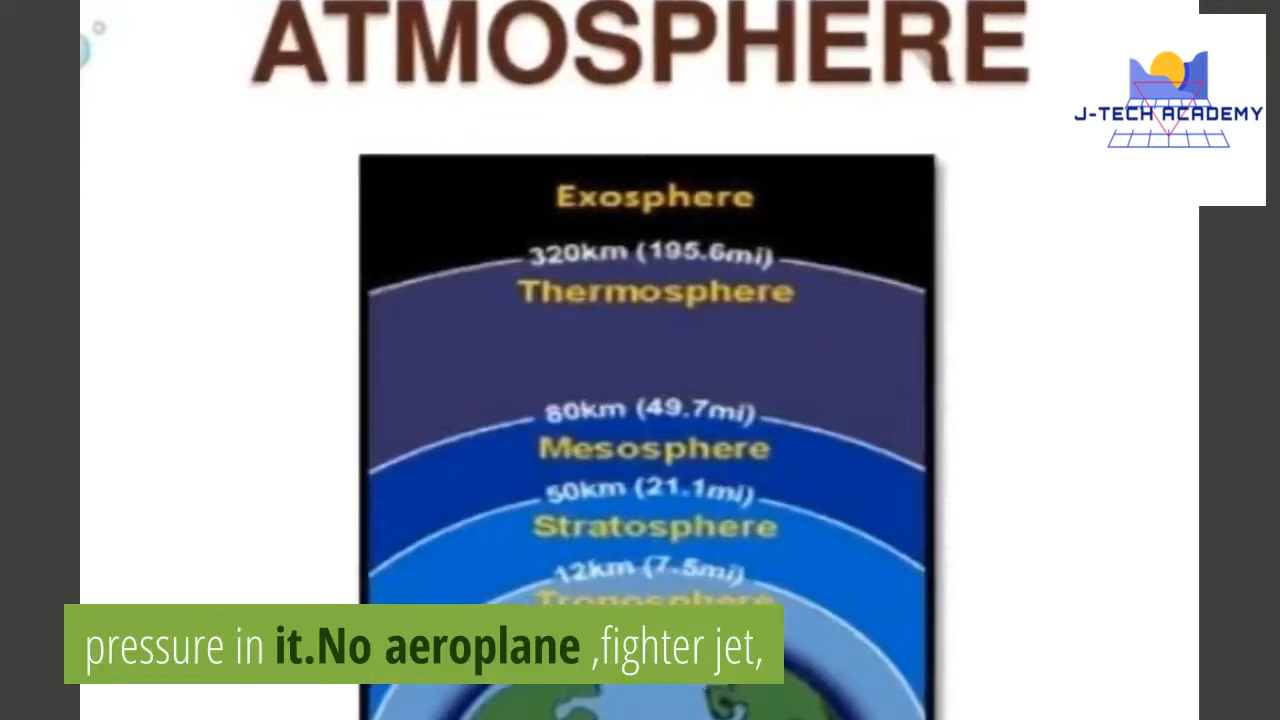 ATMOSPHERE
J-TECH ACADEMY
Exosphere
320km (195.6mi)
Thermosphere
80km (49.7mi)
Mesosphere
50km (21.1mi)
Stratosphere
12km (7.5mi)
Troposphere
pressure in it.No aeroplane ,fighter jet,